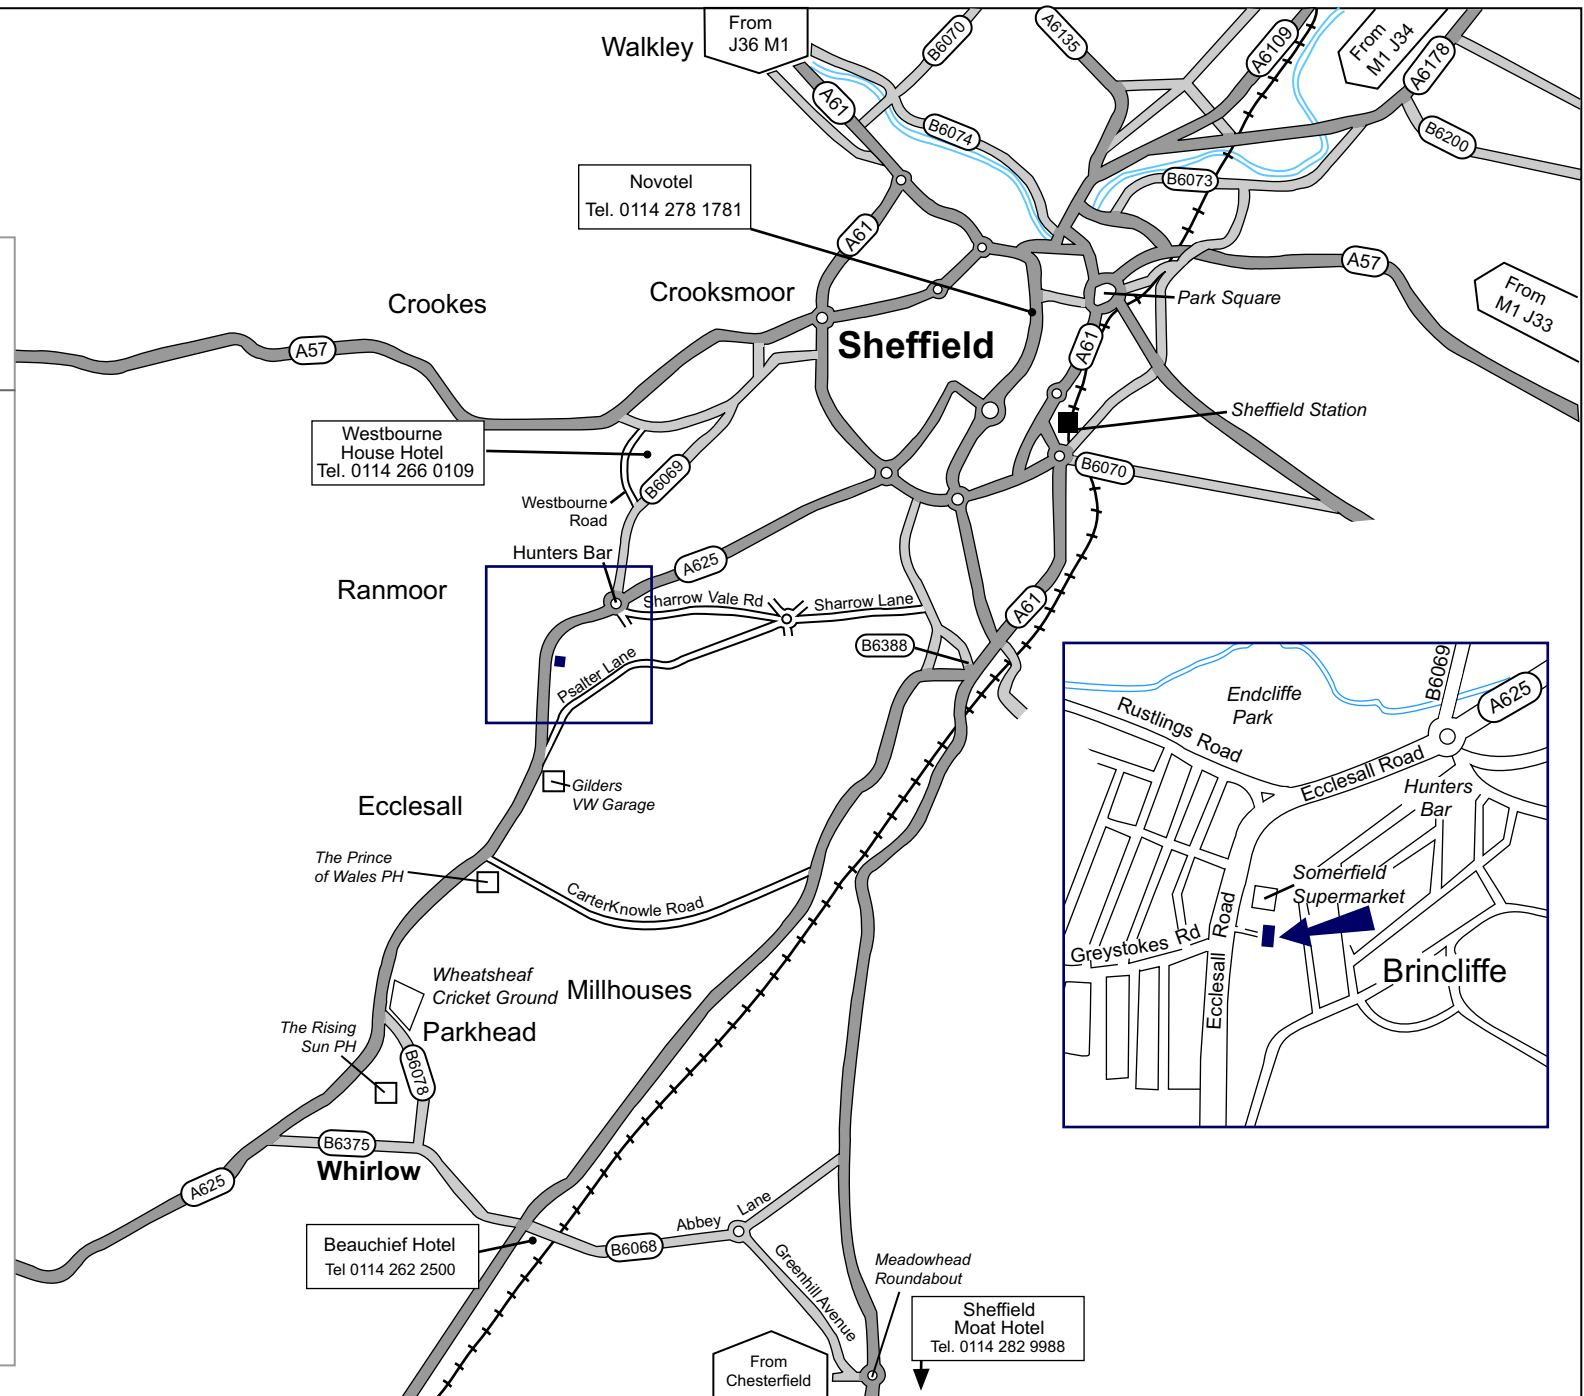 From
J36 M1
Walkley
B6070
A6135
A6109
From
M1 J34
A6178
A61
B6074
B6200
Novotel
Tel. 0114 278 1781
B6073
A61
A57
From
M1 J33
Crookes
Crooksmoor
Park Square
Sheffield
A61
A57
Sheffield Station
Westbourne
House Hotel
Tel. 0114 266 0109
B6069
B6070
Westbourne
Road
Hunters Bar
A625
Ranmoor
Sharrow Vale Rd
Sharrow Lane
A61
B6388
Psalter Lane
Gilders
VW Garage
Ecclesall
The Prince
of Wales PH
CarterKnowle Road
Wheatsheaf
Cricket Ground
Millhouses
Parkhead
The Rising
Sun PH
B6078
B6375
Whirlow
A625
Beauchief Hotel
Tel 0114 262 2500
B6068
Abbey Lane
Greenhill Avenue
Meadowhead
Roundabout
Sheffield
Moat Hotel
Tel. 0114 282 9988
From
Chesterfield
B6069
A625
Endcliffe
Park
Rustlings Road
Ecclesall Road
Hunters
Bar
Somerfield
Supermarket
Greystokes Rd
Ecclesall Road
Brincliffe